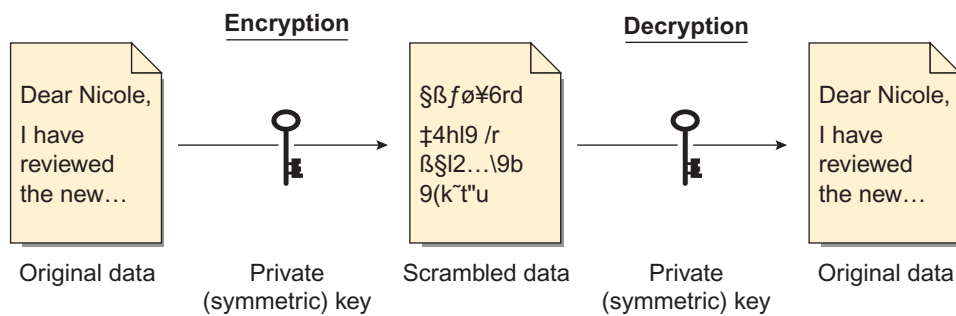 Encryption
Decryption
Dear Nicole,
I have
reviewed
the new…
§ßƒø¥6rd
‡4hl9 /r
ß§l2…\9b
9(k˜t"u
Dear Nicole,
I have
reviewed
the new…
Original data
Private
(symmetric) key
Scrambled data
Private
(symmetric) key
Original data